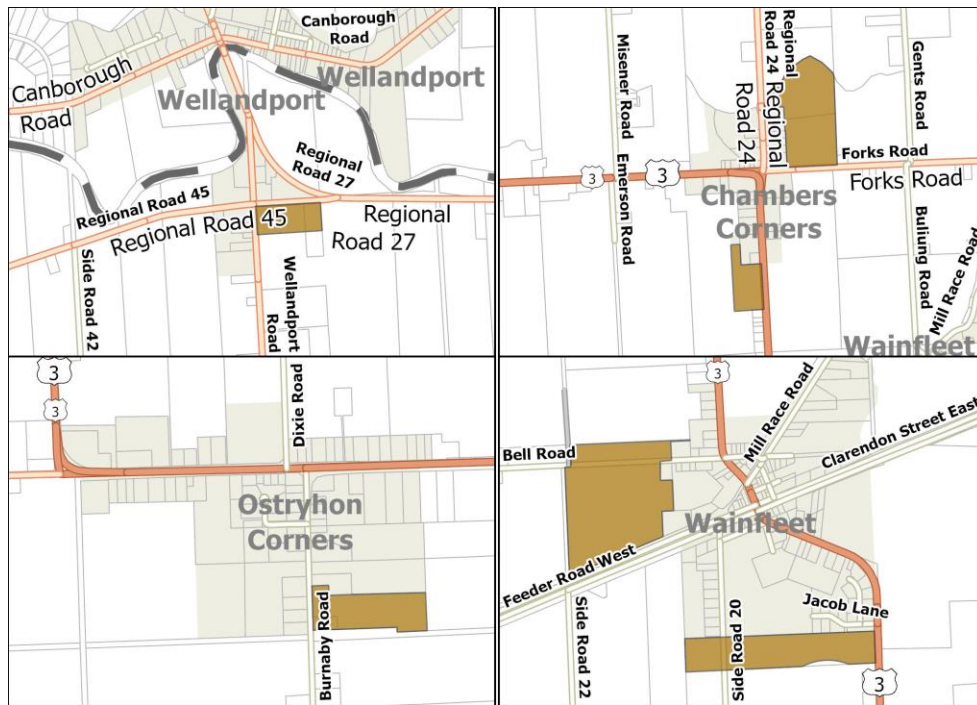 Canborough
Road
Canborough
Road
Wellandport
Wellandport
Regional
Road 27
Regional Road 45
Regional Road 45
Regional
Road 27
Side Road 42
Wellandport
Road
Misener Road
Emerson Road
Regional
Road 24
Regional
Road 24
Gents Road
Forks Road
Forks Road
3
3
Chambers
Corners
Buliung Road
Mill Race Road
Wainfleet
3
3
Dixie Road
Ostryhon
Corners
Burnaby Road
3
Mill Race Road
Clarendon Street East
Bell Road
Wainfleet
Feeder Road West
Jacob Lane
Side Road 22
Side Road 20
3